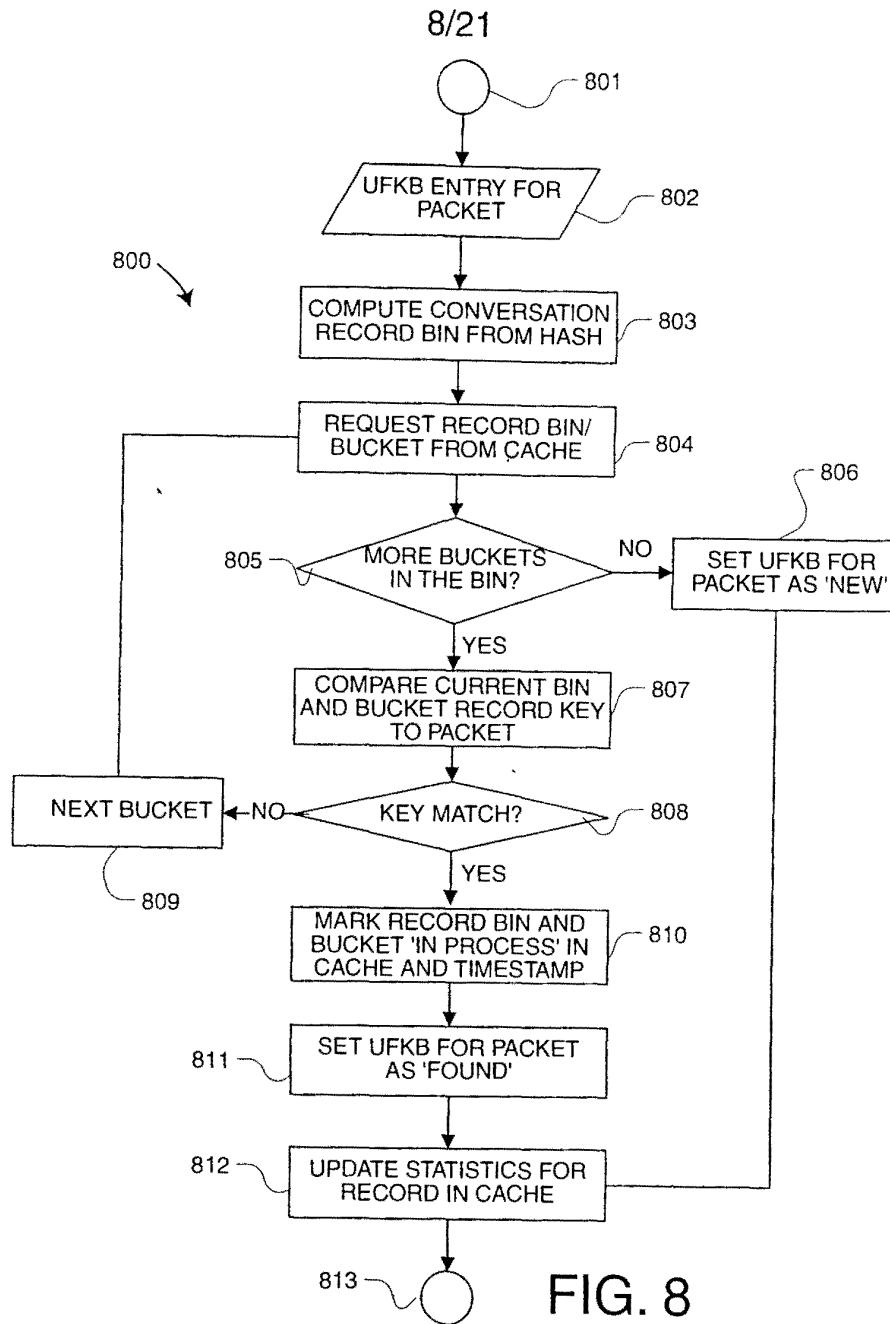 8/21
801
UFKB ENTRY FOR
PACKET
802
800
COMPUTE CONVERSATION
RECORD BIN FROM HASH
803
REQUEST RECORD BIN/
BUCKET FROM CACHE
804
806
805
MORE BUCKETS
IN THE BIN?
NO
SET UFKB FOR
PACKET AS 'NEW'
YES
COMPARE CURRENT BIN
AND BUCKET RECORD KEY
TO PACKET
807
NEXT BUCKET
NO
KEY MATCH?
808
809
YES
MARK RECORD BIN AND
BUCKET 'IN PROCESS' IN
CACHE AND TIMESTAMP
810
811
SET UFKB FOR PACKET
AS 'FOUND'
812
UPDATE STATISTICS FOR
RECORD IN CACHE
813
FIG. 8